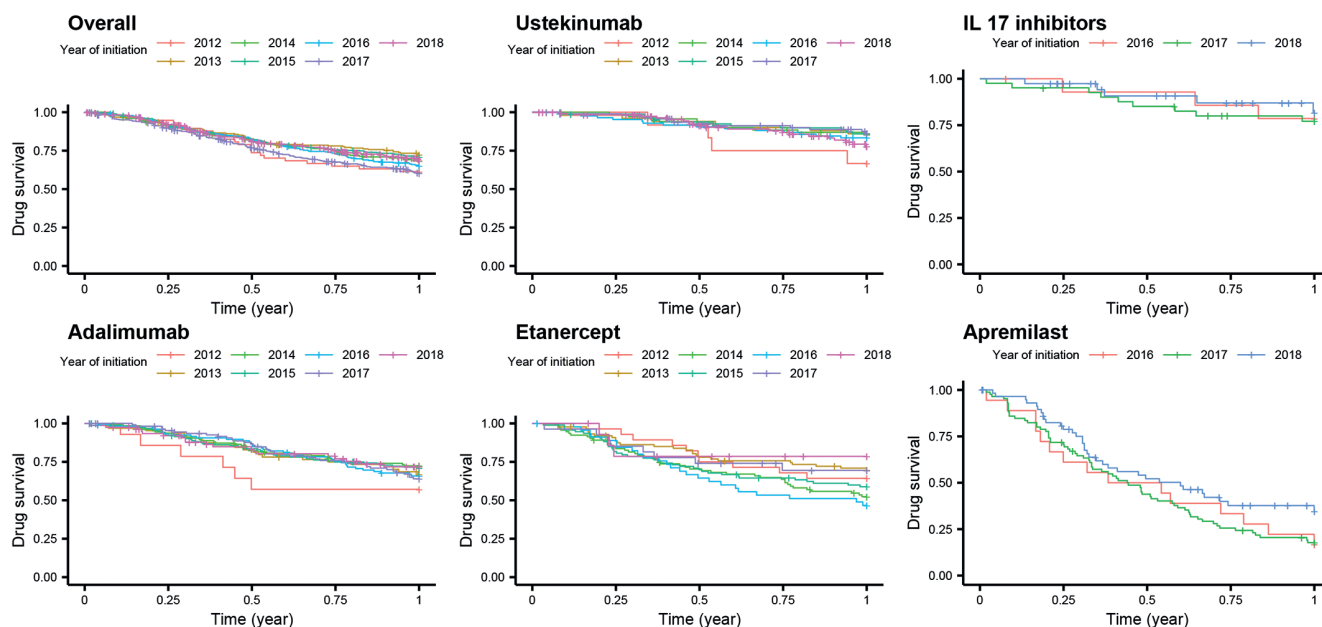 Overall
Year of initiation 2012 2014 2016 2018
2013 2015 2017
Drug survival
1.00
0.75
0.50
0.25
0.00
0 0.25 0.5 0.75 1
Time (year)
Ustekinumab
Year of initiation 2012 2014 2016 2018
2013 2015 2017
Drug survival
1.00
0.75
0.50
0.25
0.00
0 0.25 0.5 0.75 1
Time (year)
IL 17 inhibitors
Year of initiation 2016 2017 2018
Drug survival
1.00
0.75
0.50
0.25
0.00
0 0.25 0.5 0.75 1
Time (year)
Adalimumab
Year of initiation 2012 2014 2016 2018
2013 2015 2017
Drug survival
1.00
0.75
0.50
0.25
0.00
0 0.25 0.5 0.75 1
Time (year)
Etanercept
Year of initiation 2012 2014 2016 2018
2013 2015 2017
Drug survival
1.00
0.75
0.50
0.25
0.00
0 0.25 0.5 0.75 1
Time (year)
Apremilast
Year of initiation 2016 2017 2018
Drug survival
1.00
0.75
0.50
0.25
0.00
0 0.25 0.5 0.75 1
Time (year)